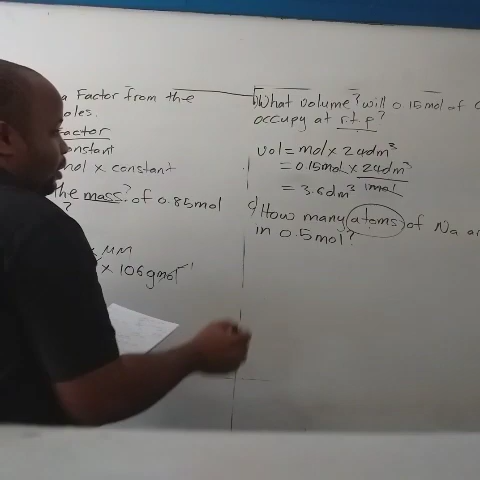 a Factor from the
oles.
Factor
onstant
mol x constant
the mass? of 0.85mol
?
x MM
x 106gmol⁻¹
b) What volume? will 0.15mol of
occupy at r.t.p?
vol = mol x 24dm³
= 0.15mol x 24dm³
1mol
= 3.6dm³
c) How many atoms of Na
in 0.5mol?